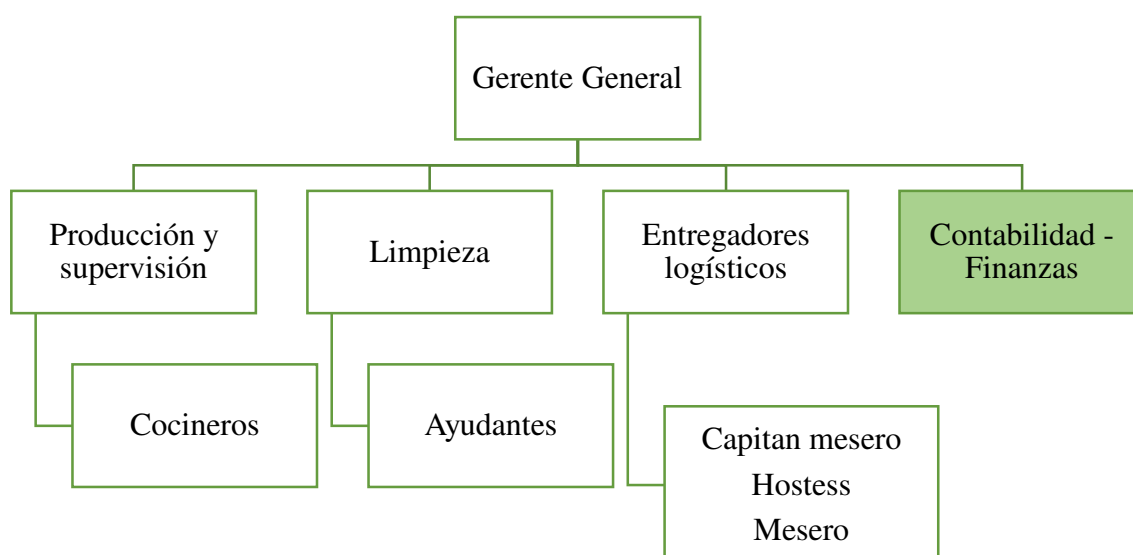 Gerente General
Producción y
supervisión
Limpieza
Entregadores
logísticos
Contabilidad -
Finanzas
Cocineros
Ayudantes
Capitan mesero
Hostess
Mesero